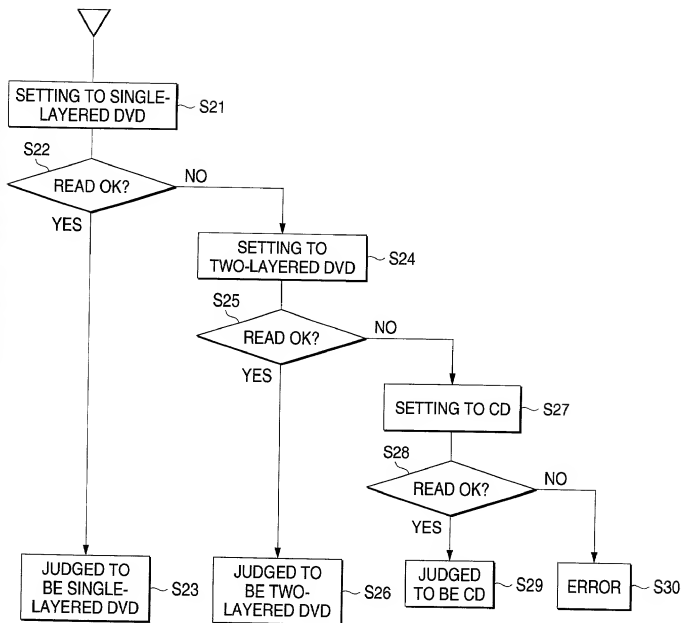 SETTING TO SINGLE-
LAYERED DVD
S21
S22
READ OK?
NO
YES
SETTING TO
TWO-LAYERED DVD
S24
S25
READ OK?
NO
YES
SETTING TO CD
S27
S28
READ OK?
NO
YES
JUDGED TO
BE SINGLE-
LAYERED DVD
S23
JUDGED TO
BE TWO-
LAYERED DVD
S26
JUDGED
TO BE CD
S29
ERROR
S30